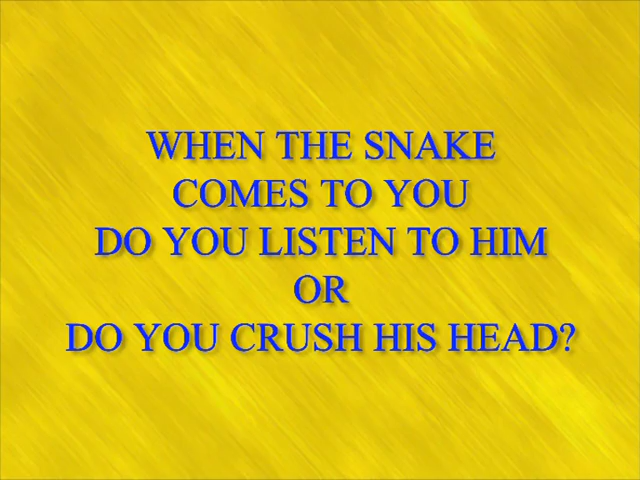 WHEN THE SNAKE
COMES TO YOU
DO YOU LISTEN TO HIM
OR
DO YOU CRUSH HIS HEAD?